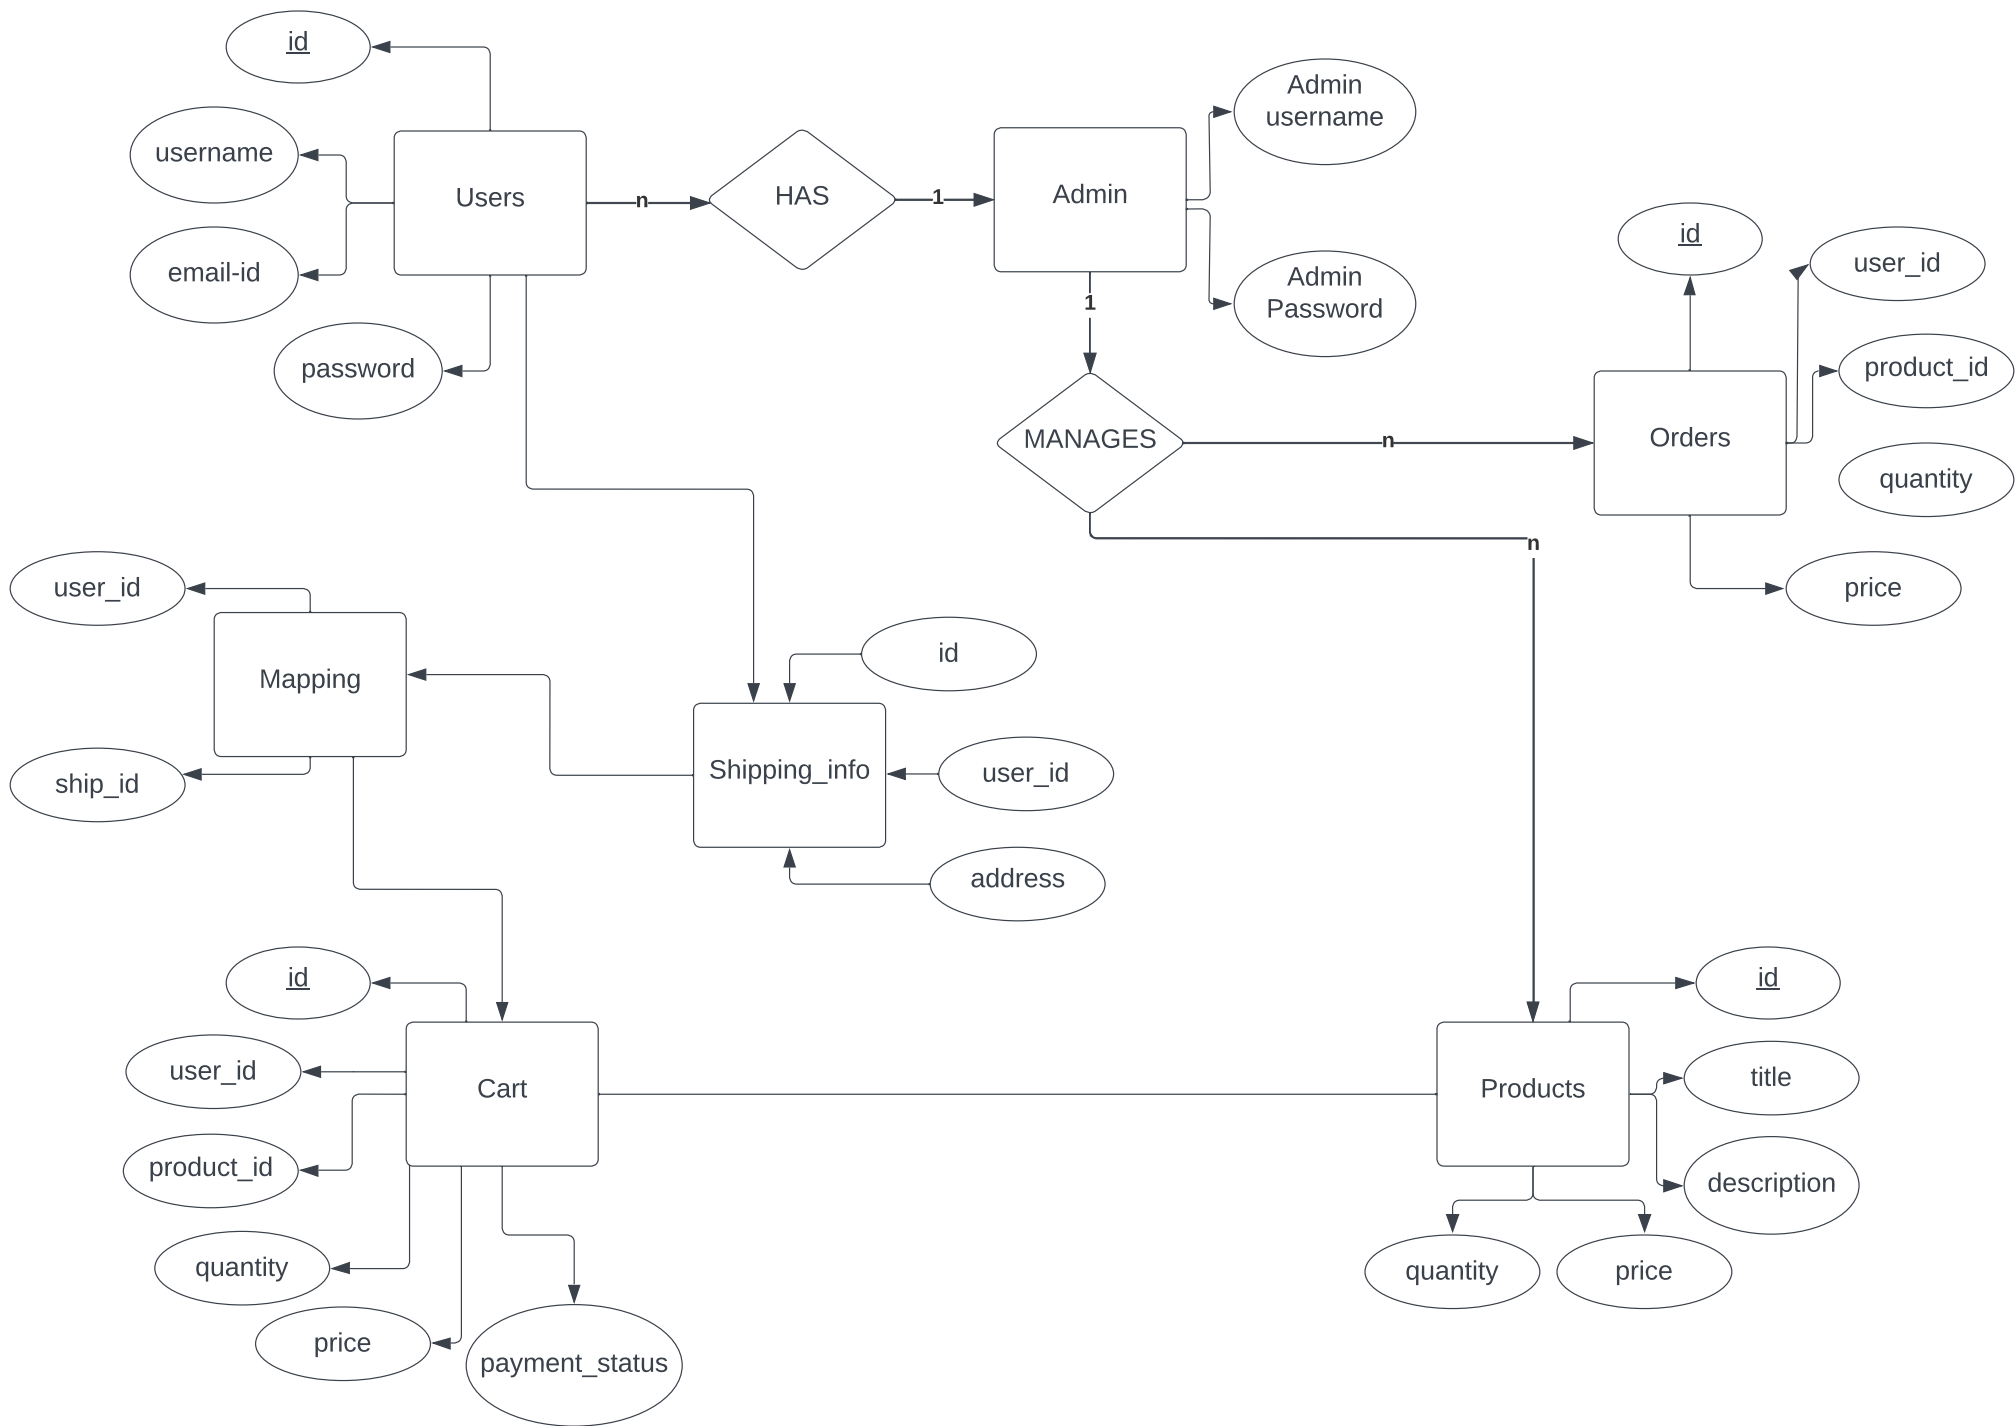 id
username
email-id
password
Users
n
HAS
1
Admin
Admin
username
Admin
Password
1
MANAGES
n
n
Orders
id
user_id
product_id
quantity
price
user_id
Mapping
ship_id
id
Shipping_info
user_id
address
id
user_id
product_id
quantity
price
payment_status
Cart
Products
id
title
description
quantity
price